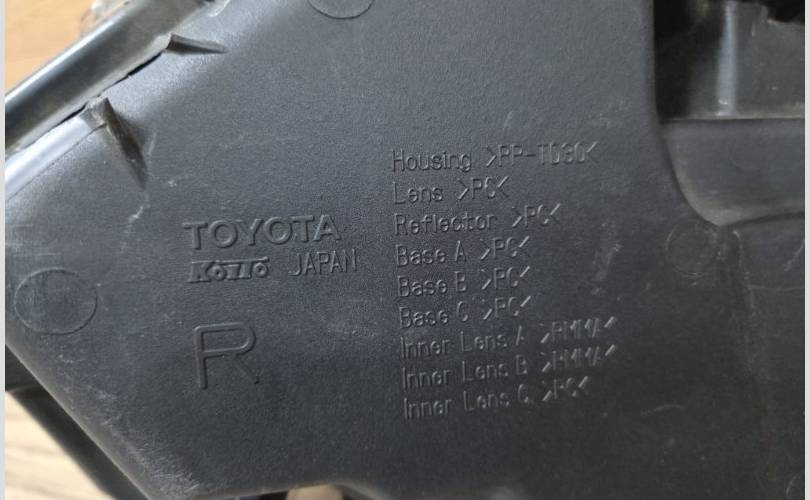 TOYOTA
KOITO JAPAN
R
Housing >PP-TD30<
Lens >PC<
Reflector >PC<
Base A >PC<
Base B >PC<
Base C >PC<
Inner Lens A >PMMA<
Inner Lens B >PMMA<
Inner Lens C >PC<